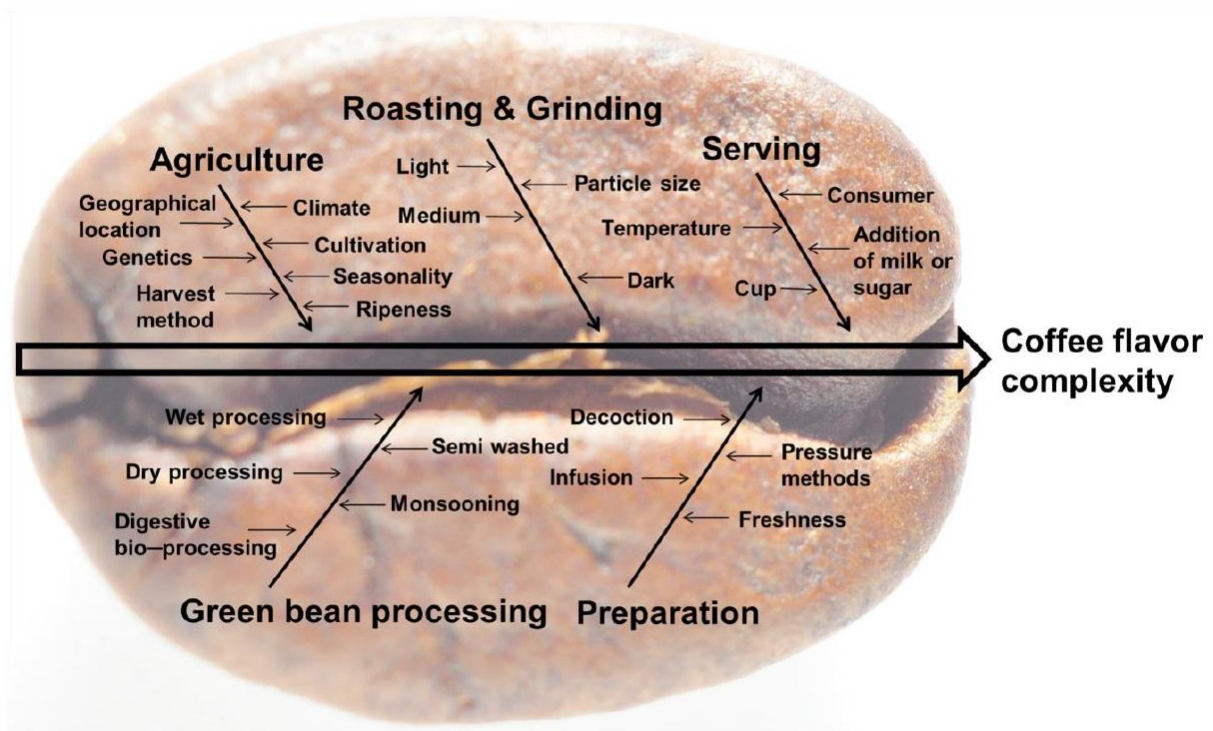 Roasting & Grinding
Agriculture
Serving
Light
Particle size
Consumer
Geographical
location
Climate
Medium
Temperature
Addition
of milk or
sugar
Cultivation
Genetics
Seasonality
Dark
Cup
Harvest
method
Ripeness
Coffee flavor
complexity
Wet processing
Decoction
Semi washed
Pressure
methods
Dry processing
Infusion
Monsooning
Freshness
Digestive
bio–processing
Green bean processing
Preparation